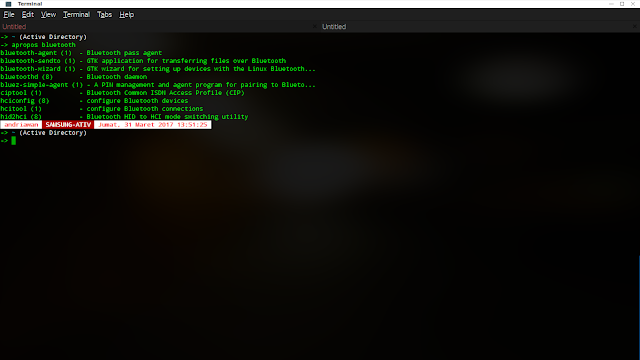 Terminal
File Edit View Terminal Tabs Help
Untitled Untitled
-> ~ (Active Directory)
-> apropos bluetooth
bluetooth-agent (1) - Bluetooth pass agent
bluetooth-sendto (1) - GTK application for transferring files over Bluetooth
bluetooth-wizard (1) - GTK wizard for setting up devices with the Linux Bluetooth...
bluetoothd (8) - Bluetooth daemon
bluez-simple-agent (1) - A PIN management and agent program for pairing to Blueto...
ciptool (1) - Bluetooth Common ISDN Access Profile (CIP)
hciconfig (8) - configure Bluetooth devices
hcitool (1) - configure Bluetooth connections
hid2hci (8) - Bluetooth HID to HCI mode switching utility
andriawan SAMSUNG-ATIV Jumat, 31 Maret 2017 13:51:25
-> ~ (Active Directory)
->